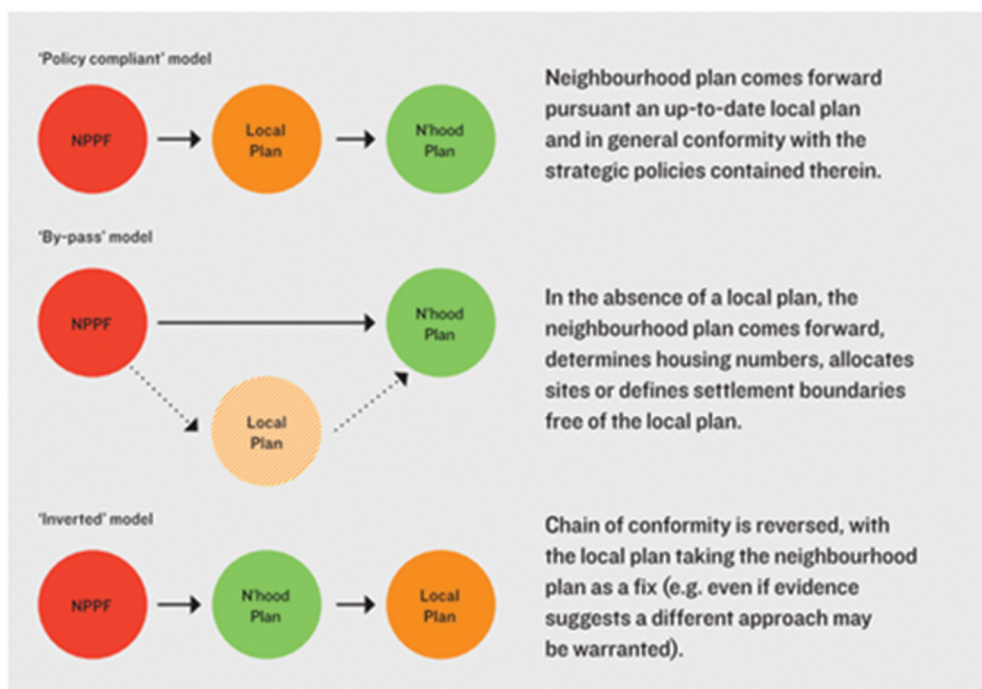 'Policy compliant' model
NPPF
Local
Plan
N'hood
Plan
Neighbourhood plan comes forward
pursuant an up-to-date local plan
and in general conformity with the
strategic policies contained therein.
'By-pass' model
NPPF
N'hood
Plan
Local
Plan
In the absence of a local plan, the
neighbourhood plan comes forward,
determines housing numbers, allocates
sites or defines settlement boundaries
free of the local plan.
'Inverted' model
NPPF
N'hood
Plan
Local
Plan
Chain of conformity is reversed, with
the local plan taking the neighbourhood
plan as a fix (e.g. even if evidence
suggests a different approach may
be warranted).